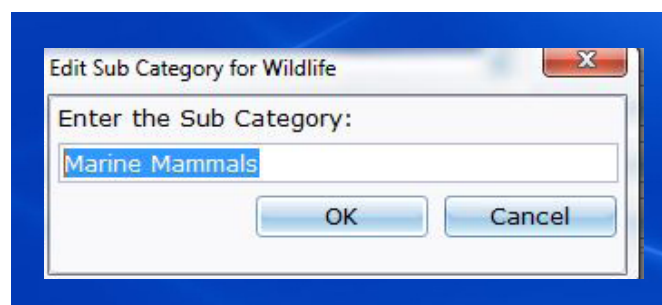 Edit Sub Category for Wildlife
Enter the Sub Category:
Marine Mammals
OK Cancel